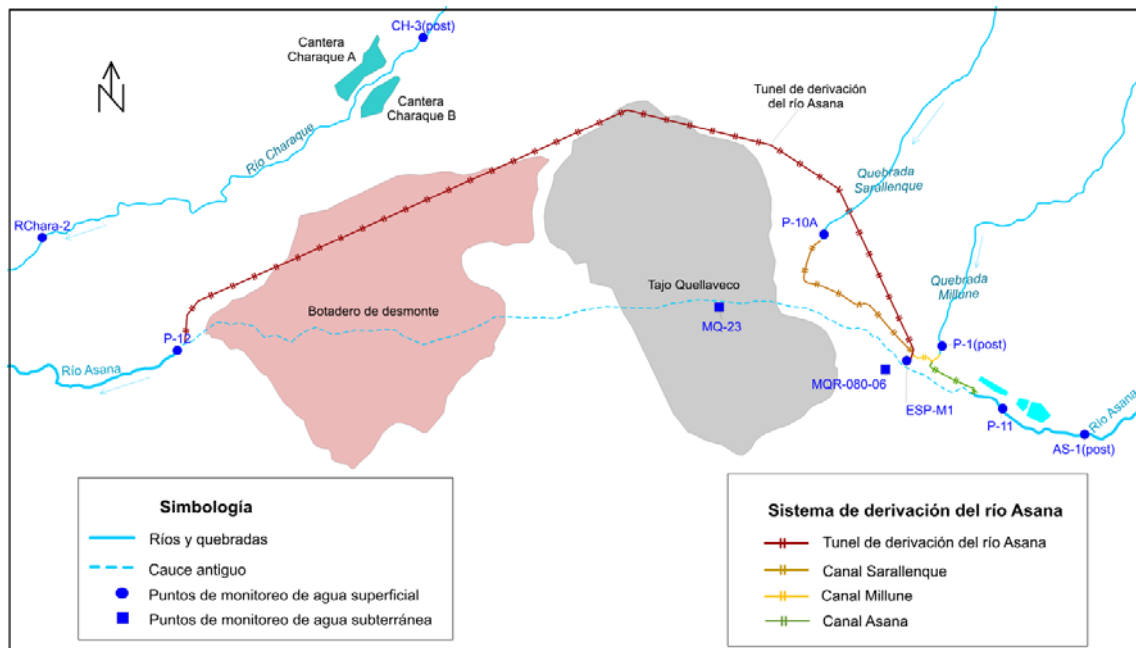 CH-3(post)
Cantera
Charaque A
Cantera
Charaque B
N
Río Charaque
Tunel de derivación
del río Asana
Quebrada
Sarallenque
RChara-2
P-10A
Quebrada
Millune
Tajo Quellaveco
Botadero de desmonte
MQ-23
P-12
P-1(post)
Río Asana
MQR-080-06
ESP-M1
P-11
Río Asana
AS-1(post)
Simbología
Ríos y quebradas
Cauce antiguo
Puntos de monitoreo de agua superficial
Puntos de monitoreo de agua subterránea
Sistema de derivación del río Asana
Tunel de derivación del río Asana
Canal Sarallenque
Canal Millune
Canal Asana